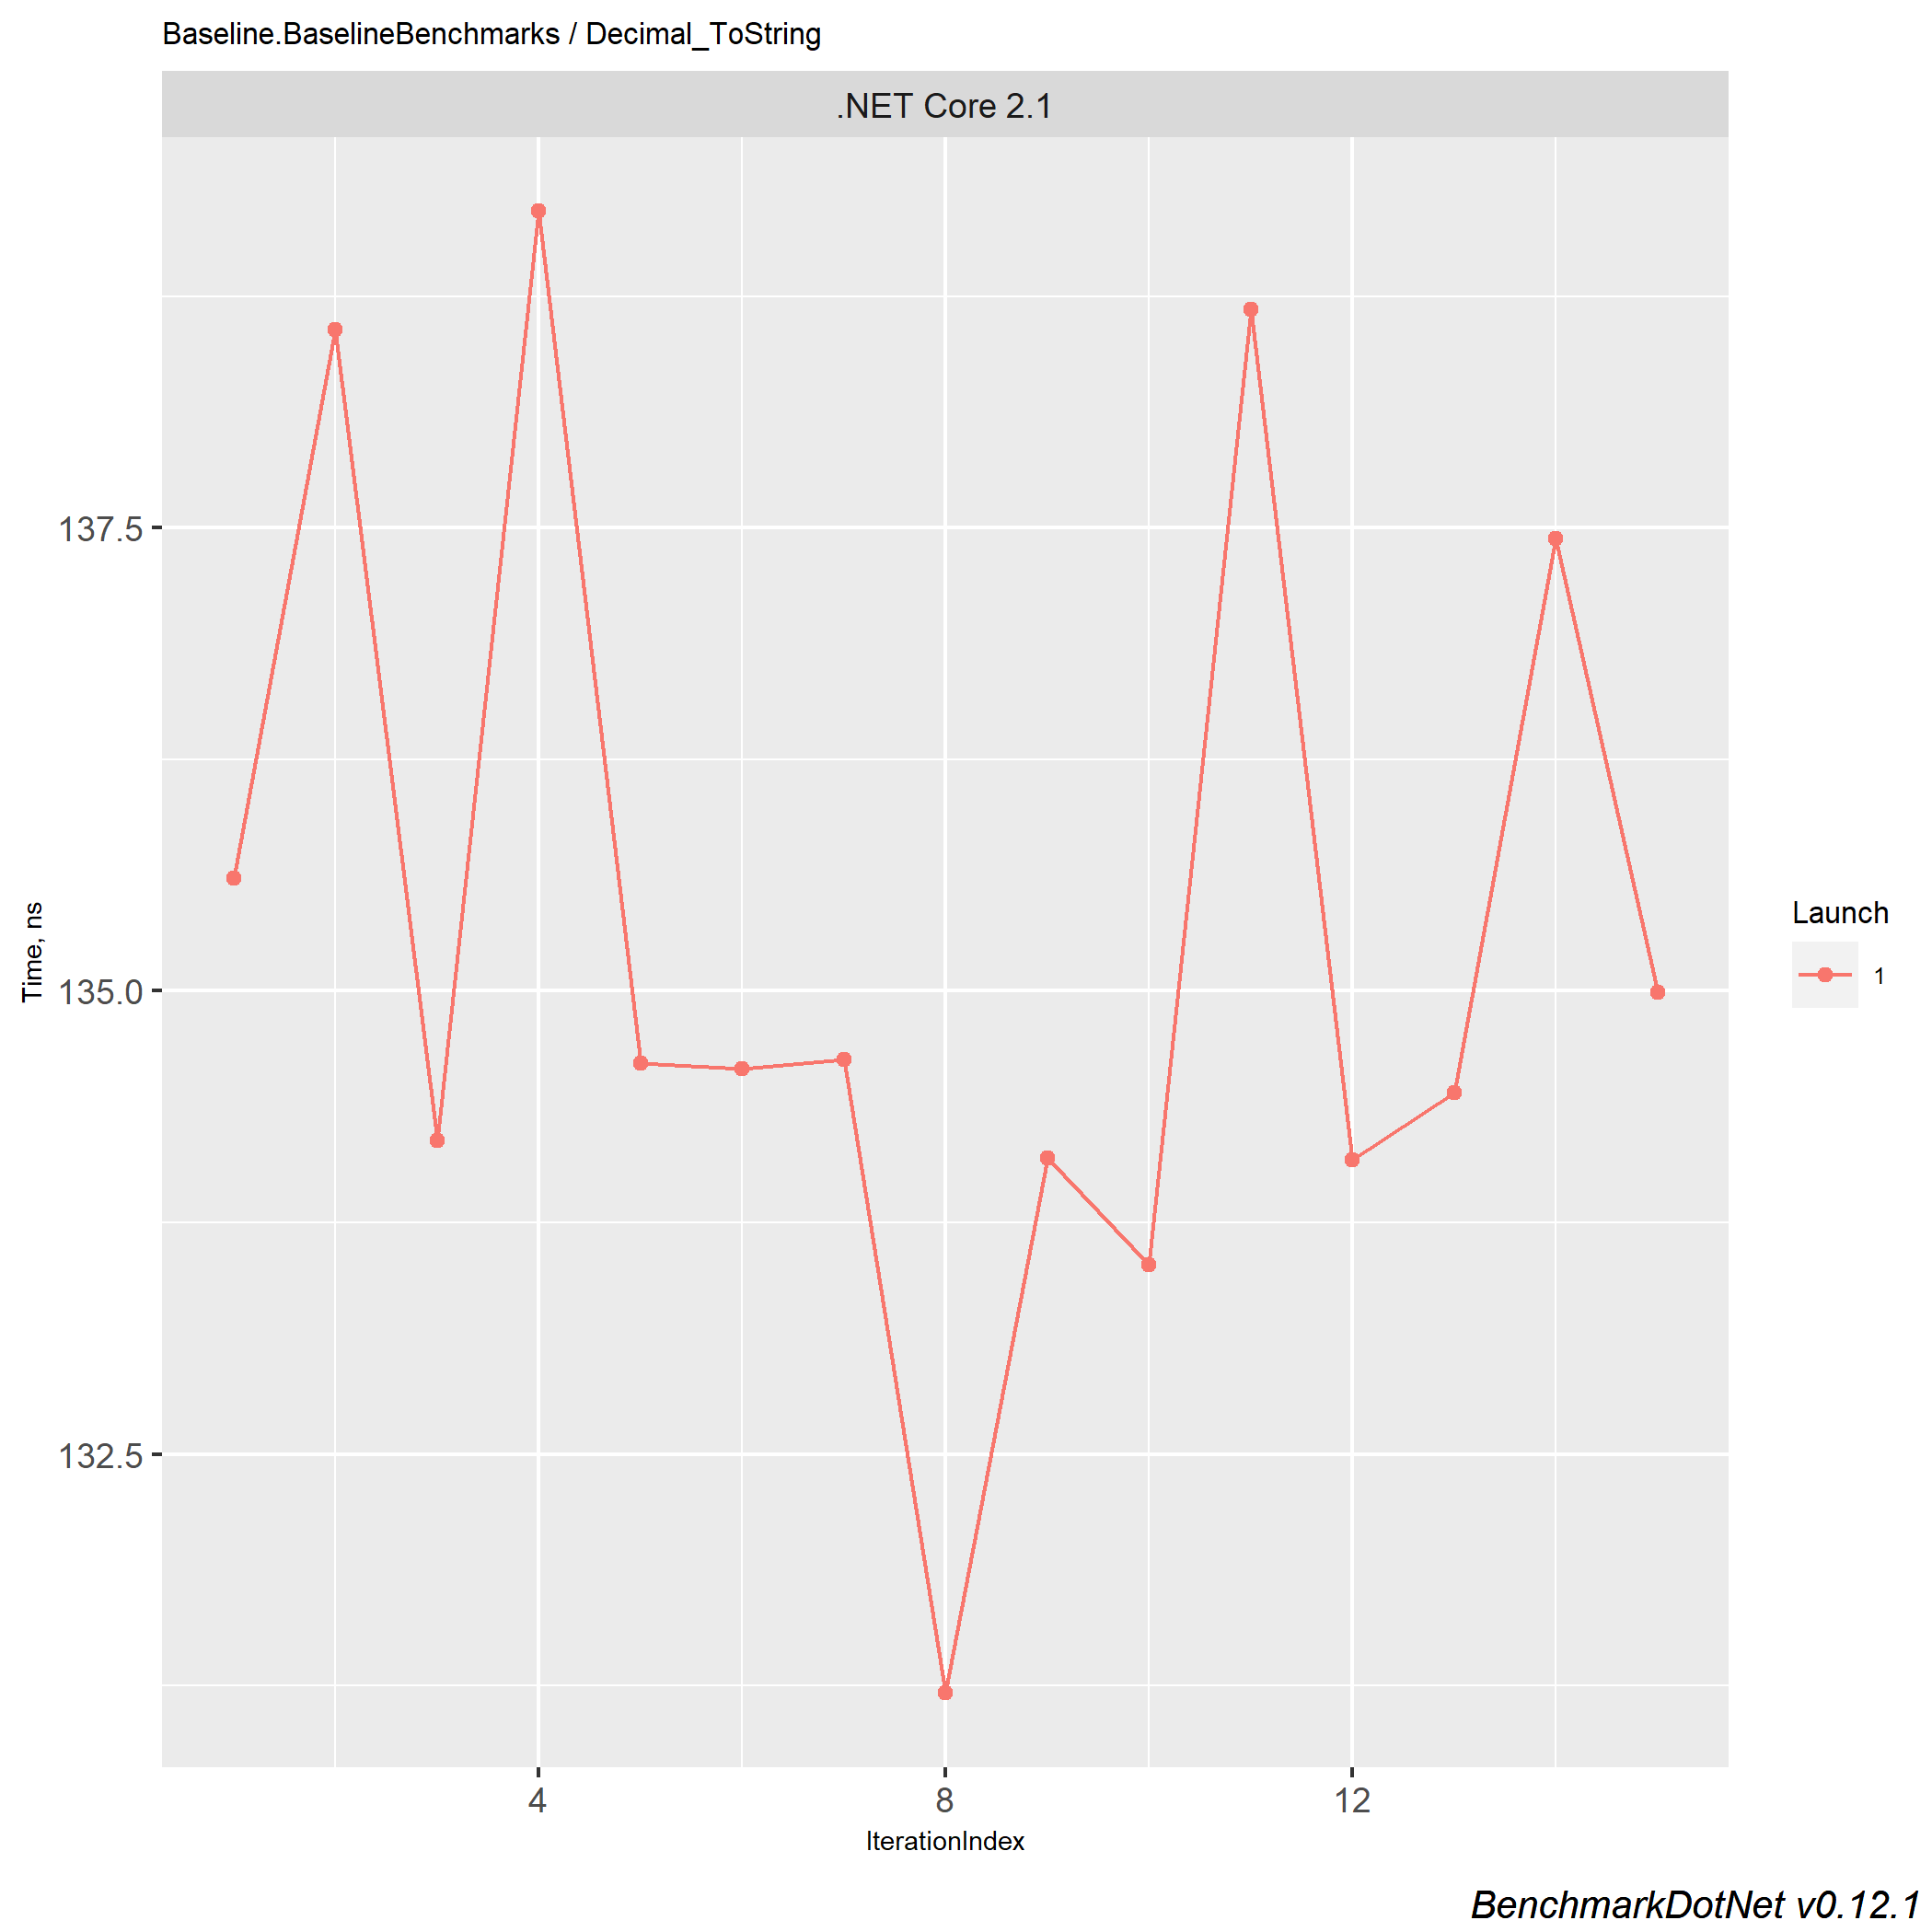 Baseline.BaselineBenchmarks / Decimal_ToString
.NET Core 2.1
137.5
135.0
132.5
Time, ns
4
8
12
IterationIndex
Launch
1
BenchmarkDotNet v0.12.1